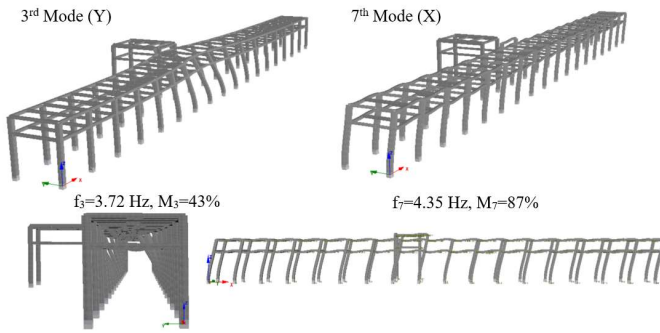 3rd Mode (Y)
7th Mode (X)
f3=3.72 Hz, M3=43%
f7=4.35 Hz, M7=87%